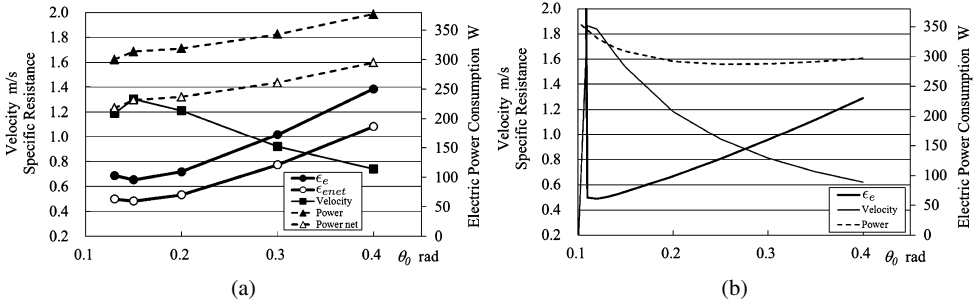 Velocity m/s
Specific Resistance
2.0
1.8
1.6
1.4
1.2
1.0
0.8
0.6
0.4
0.2
0.1
0.2
0.3
0.4
θ0 rad
350
300
250
200
150
100
50
0
Electric Power Consumption W
ϵe
ϵenet
Velocity
Power
Power net
(a)
Velocity m/s
Specific Resistance
2.0
1.8
1.6
1.4
1.2
1.0
0.8
0.6
0.4
0.2
0.1
0.2
0.3
0.4
θ0 rad
350
300
250
200
150
100
50
0
Electric Power Consumption W
ϵe
Velocity
Power
(b)